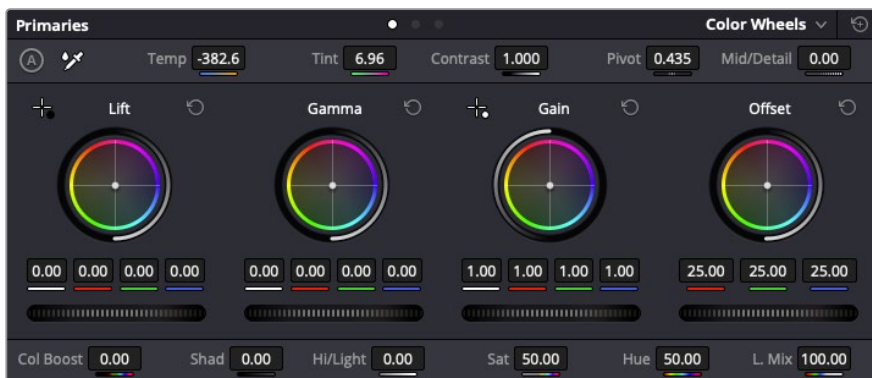 Primaries Color Wheels
A Temp -382.6 Tint 6.96 Contrast 1.000 Pivot 0.435 Mid/Detail 0.00
Lift Gamma Gain Offset
0.00 0.00 0.00 0.00 0.00 0.00 0.00 0.00 1.00 1.00 1.00 1.00 25.00 25.00 25.00
Col Boost 0.00 Shad 0.00 Hi/Light 0.00 Sat 50.00 Hue 50.00 L. Mix 100.00